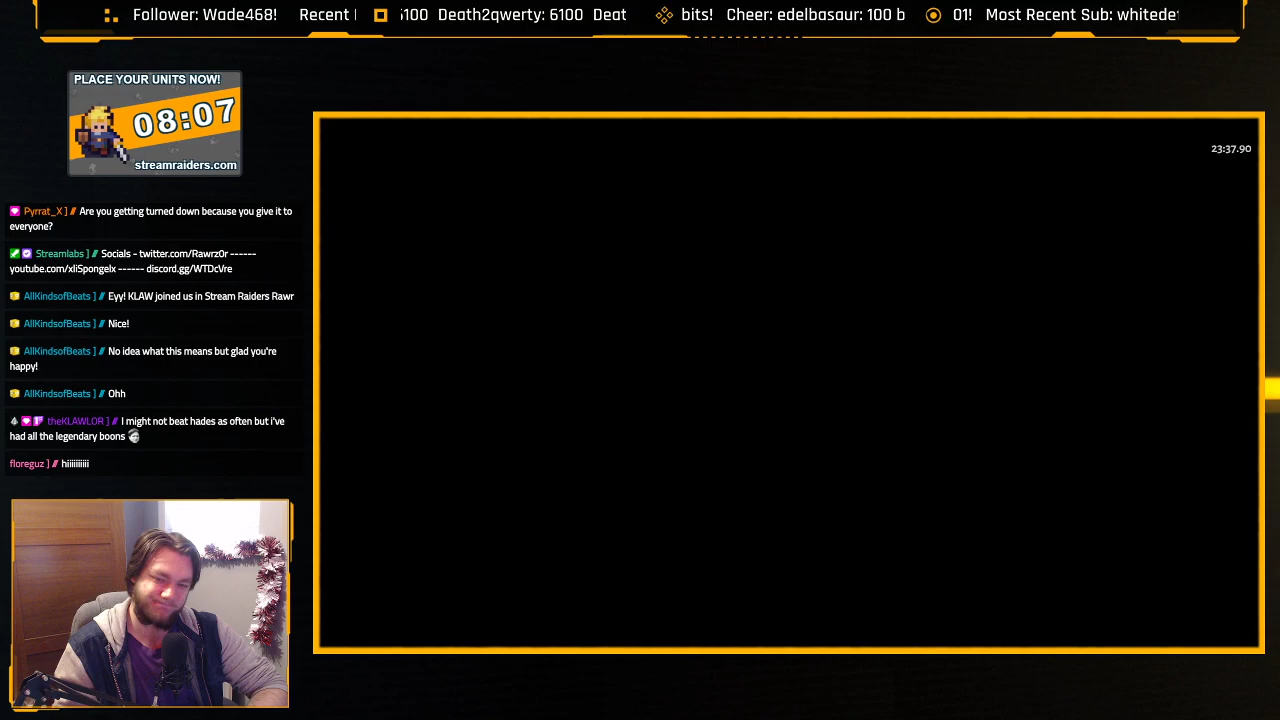 Follower: Wade468! Recent
5100 Death2qwerty: 6100 Deat
bits! Cheer: edelbasaur: 100 b
01! Most Recent Sub: whitede
PLACE YOUR UNITS NOW!
08:07
streamraiders.com
23:37.90
Pyrrat_X ] // Are you getting turned down because you give it to
everyone?
Streamlabs ] // Socials - twitter.com/Rawrz0r ------
youtube.com/xIiSpongeIx ------ discord.gg/WTDcVre
AllKindsofBeats ] // Eyy! KLAW joined us in Stream Raiders Rawr
AllKindsofBeats ] // Nice!
AllKindsofBeats ] // No idea what this means but glad you're
happy!
AllKindsofBeats ] // Ohh
theKLAWLOR ] // I might not beat hades as often but i've
had all the legendary boons
floreguz ] // hiiiiiiiiii